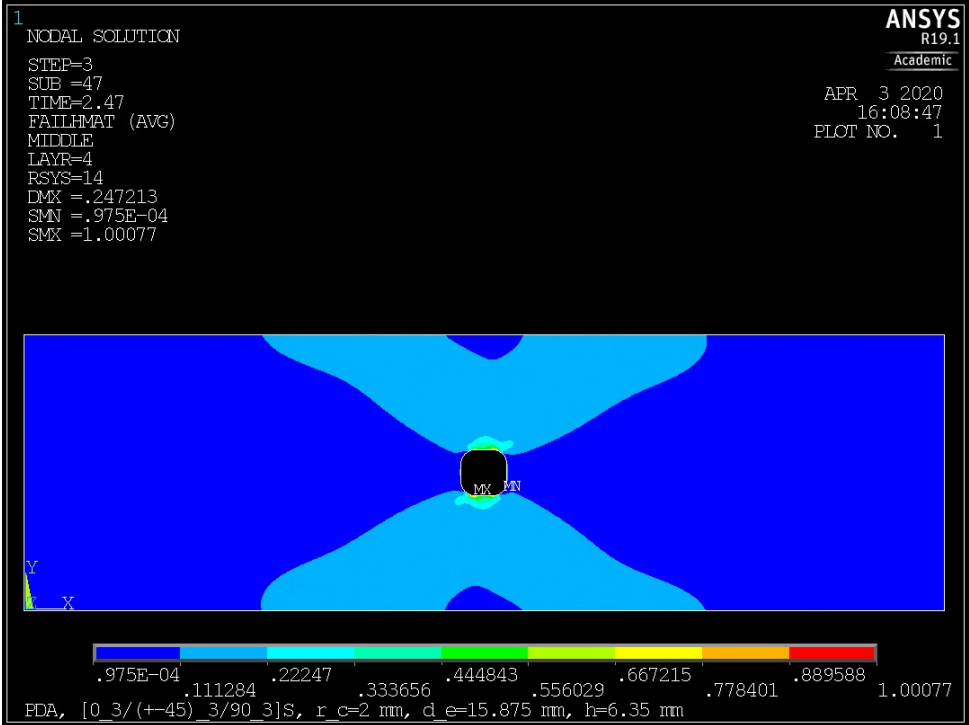 1
NODAL SOLUTION
STEP=3
SUB =47
TIME=2.47
FAILHMAT (AVG)
MIDDLE
LAYR=4
RSYS=14
DMX =.247213
SMN =.975E-04
SMX =1.00077
ANSYS
R19.1
Academic
APR 3 2020
16:08:47
PLOT NO. 1
MX MN
Y
X
.975E-04 .22247 .444843 .667215 .889588
.111284 .333656 .556029 .778401 1.00077
PDA, [0_3/(+-45)_3/90_3]S, r_c=2 mm, d_e=15.875 mm, h=6.35 mm